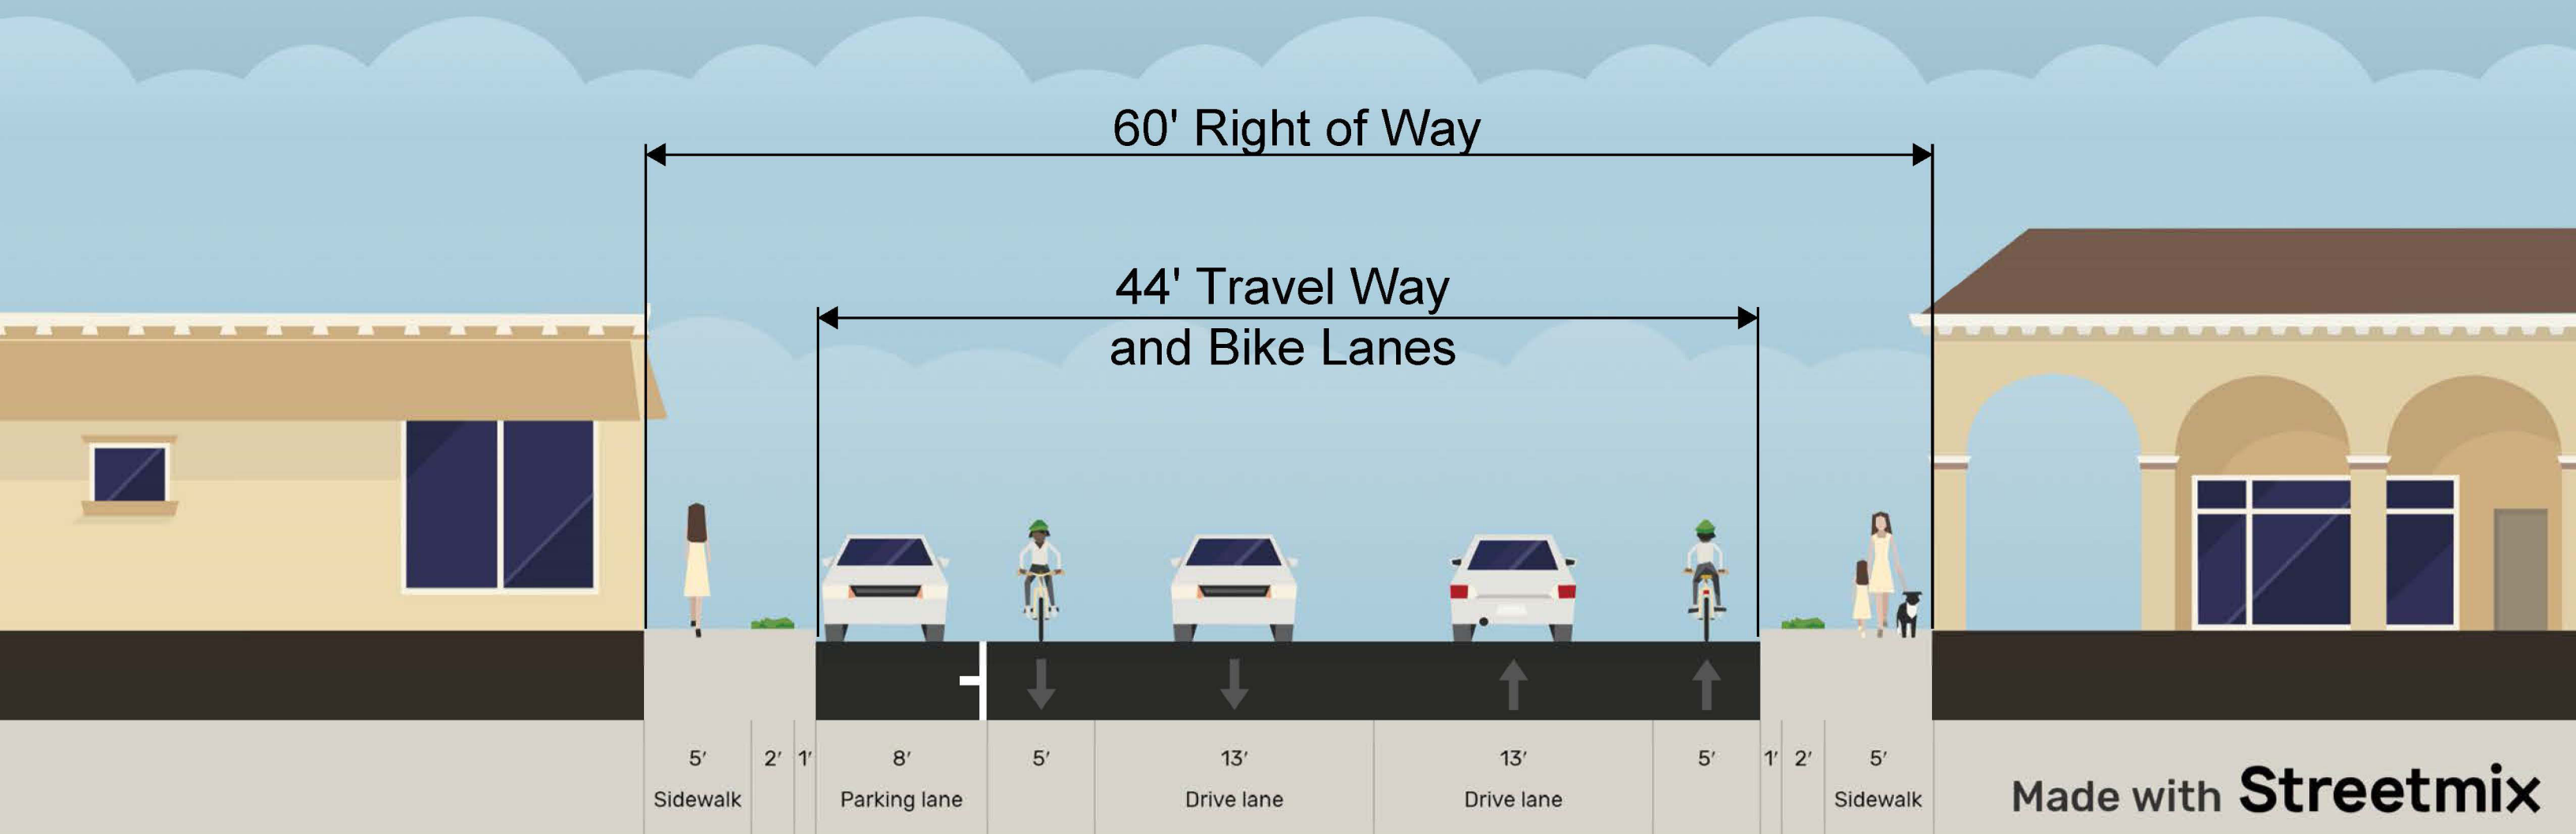 60' Right of Way
44' Travel Way
and Bike Lanes
5′ 2′ 1′ 8′ 5′ 13′ 13′ 5′ 1′ 2′ 5′
Sidewalk Parking lane Drive lane Drive lane Sidewalk
Made with Streetmix